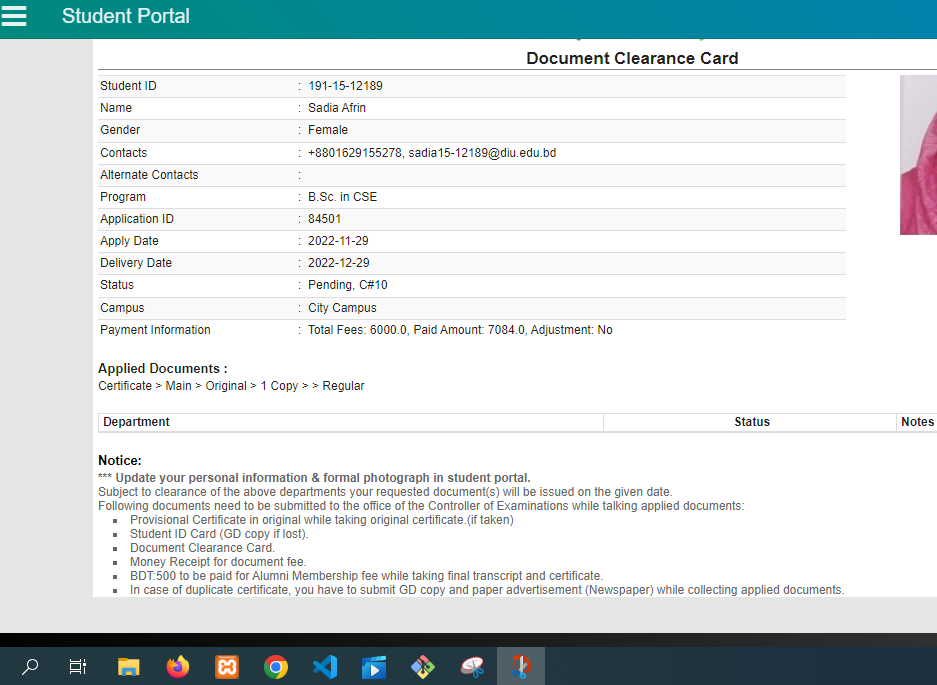 Student Portal
Document Clearance Card
Student ID : 191-15-12189
Name : Sadia Afrin
Gender : Female
Contacts : +8801629155278, sadia15-12189@diu.edu.bd
Alternate Contacts :
Program : B.Sc. in CSE
Application ID : 84501
Apply Date : 2022-11-29
Delivery Date : 2022-12-29
Status : Pending, C#10
Campus : City Campus
Payment Information : Total Fees: 6000.0, Paid Amount: 7084.0, Adjustment: No
Applied Documents :
Certificate > Main > Original > 1 Copy > > Regular
Department Status Notes
Notice:
*** Update your personal information & formal photograph in student portal.
Subject to clearance of the above departments your requested document(s) will be issued on the given date.
Following documents need to be submitted to the office of the Controller of Examinations while talking applied documents:
Provisional Certificate in original while taking original certificate.(if taken)
Student ID Card (GD copy if lost).
Document Clearance Card.
Money Receipt for document fee.
BDT:500 to be paid for Alumni Membership fee while taking final transcript and certificate.
In case of duplicate certificate, you have to submit GD copy and paper advertisement (Newspaper) while collecting applied documents.